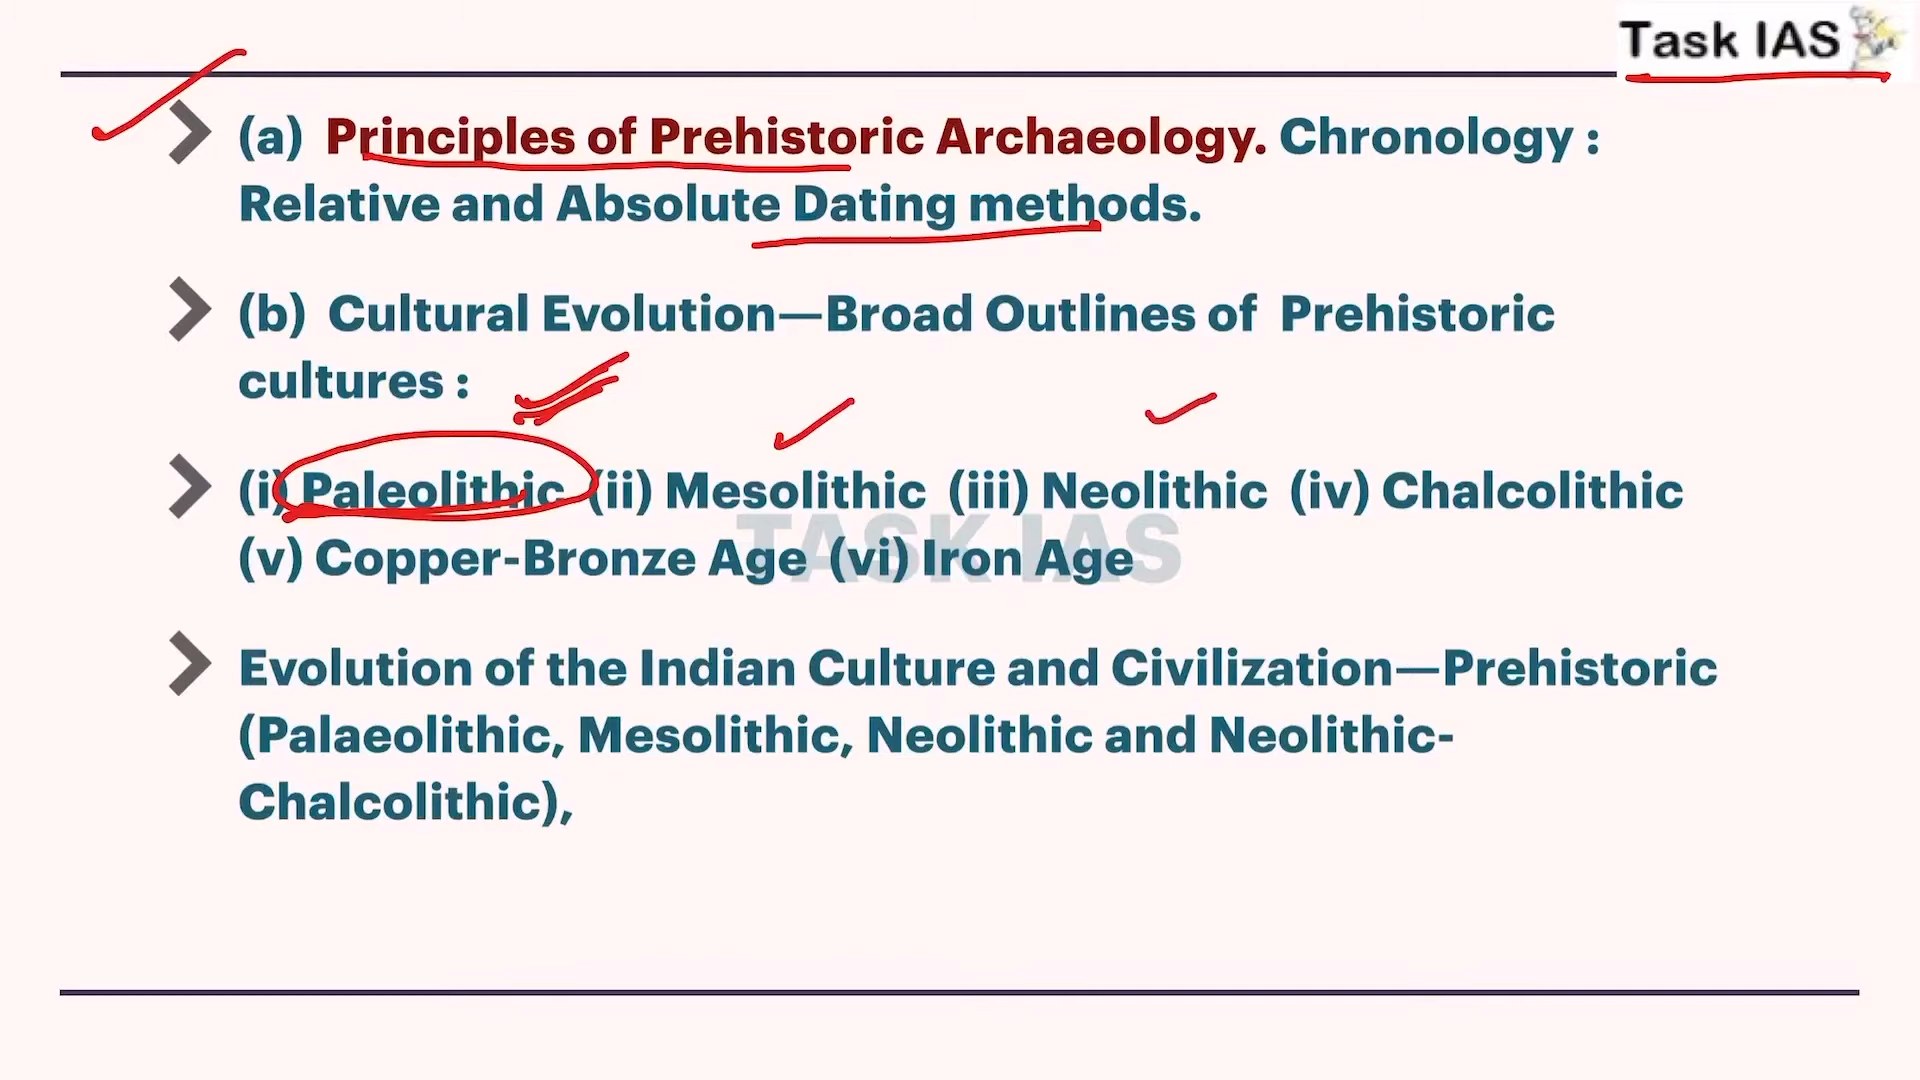 Task IAS
(a) Principles of Prehistoric Archaeology. Chronology :
Relative and Absolute Dating methods.
(b) Cultural Evolution—Broad Outlines of Prehistoric
cultures :
(i) Paleolithic (ii) Mesolithic (iii) Neolithic (iv) Chalcolithic
(v) Copper-Bronze Age (vi) Iron Age
TASK IAS
Evolution of the Indian Culture and Civilization—Prehistoric
(Palaeolithic, Mesolithic, Neolithic and Neolithic-
Chalcolithic),